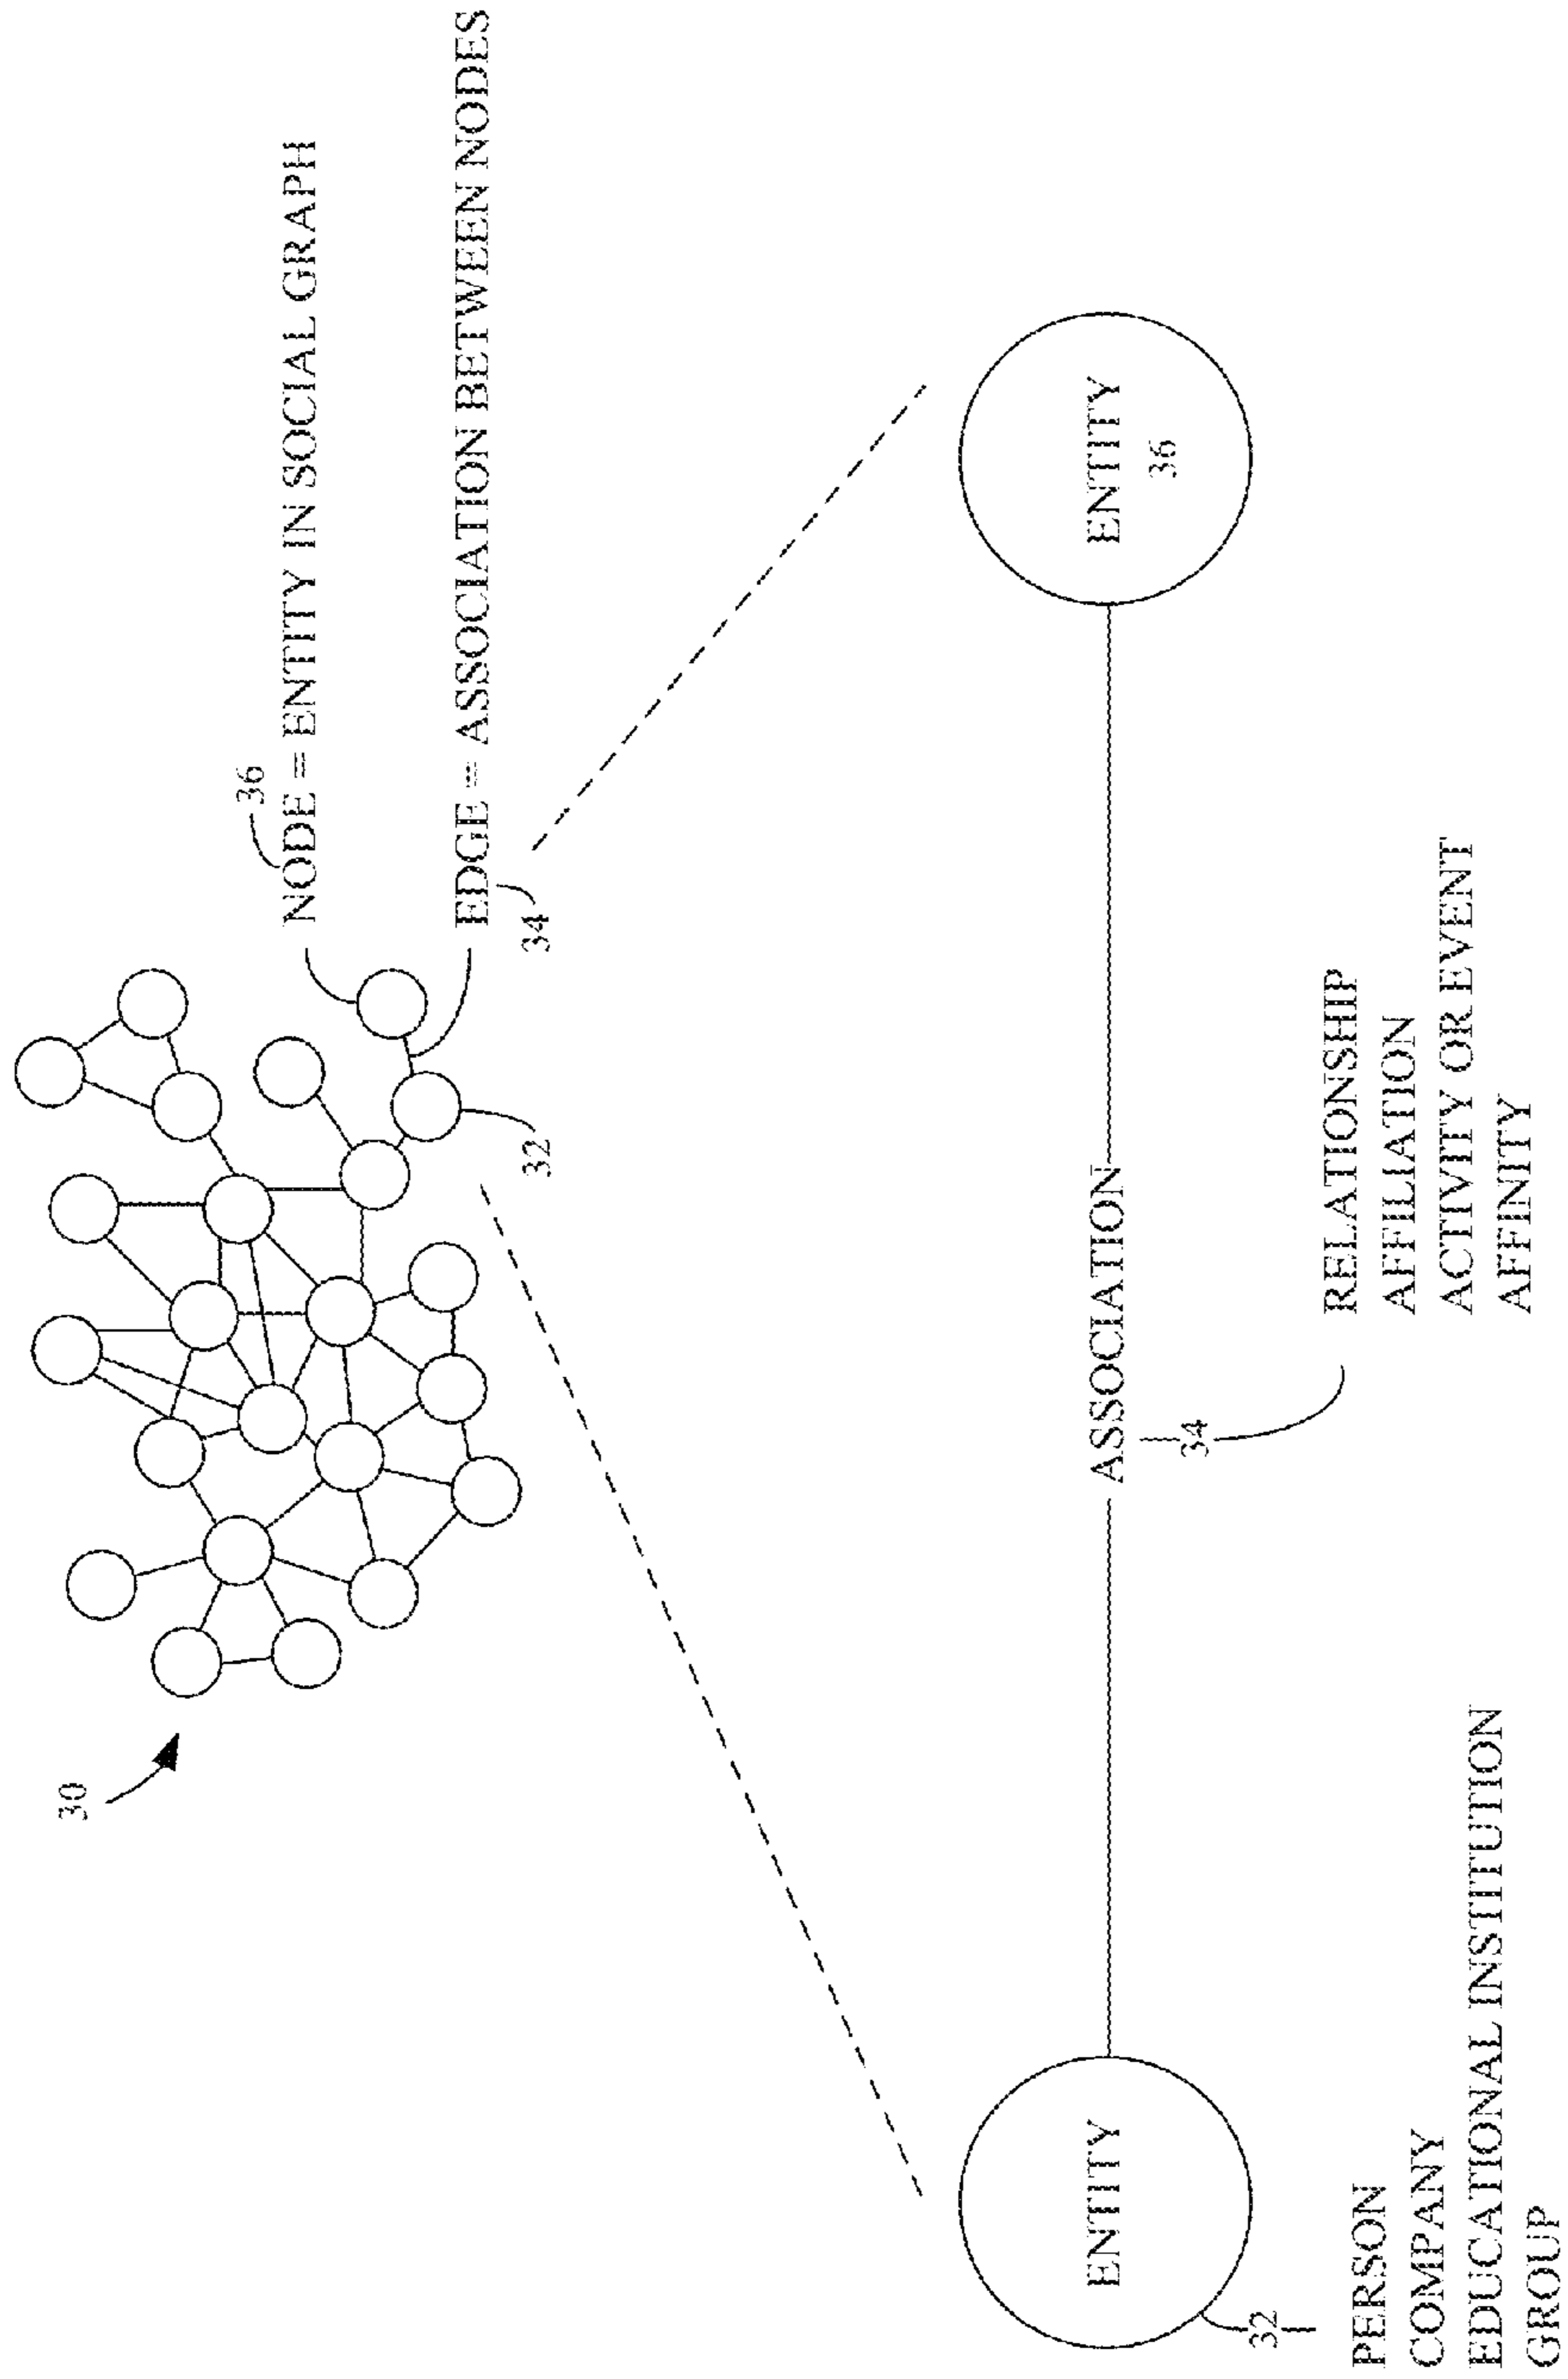 30
36
NODE = ENTITY IN SOCIAL GRAPH
EDGE = ASSOCIATION BETWEEN NODES
32
34
ENTITY
ASSOCIATION
ENTITY
36
32
34
PERSON
COMPANY
EDUCATIONAL INSTITUTION
GROUP
RELATIONSHIP
AFFILIATION
ACTIVITY OR EVENT
AFFINITY